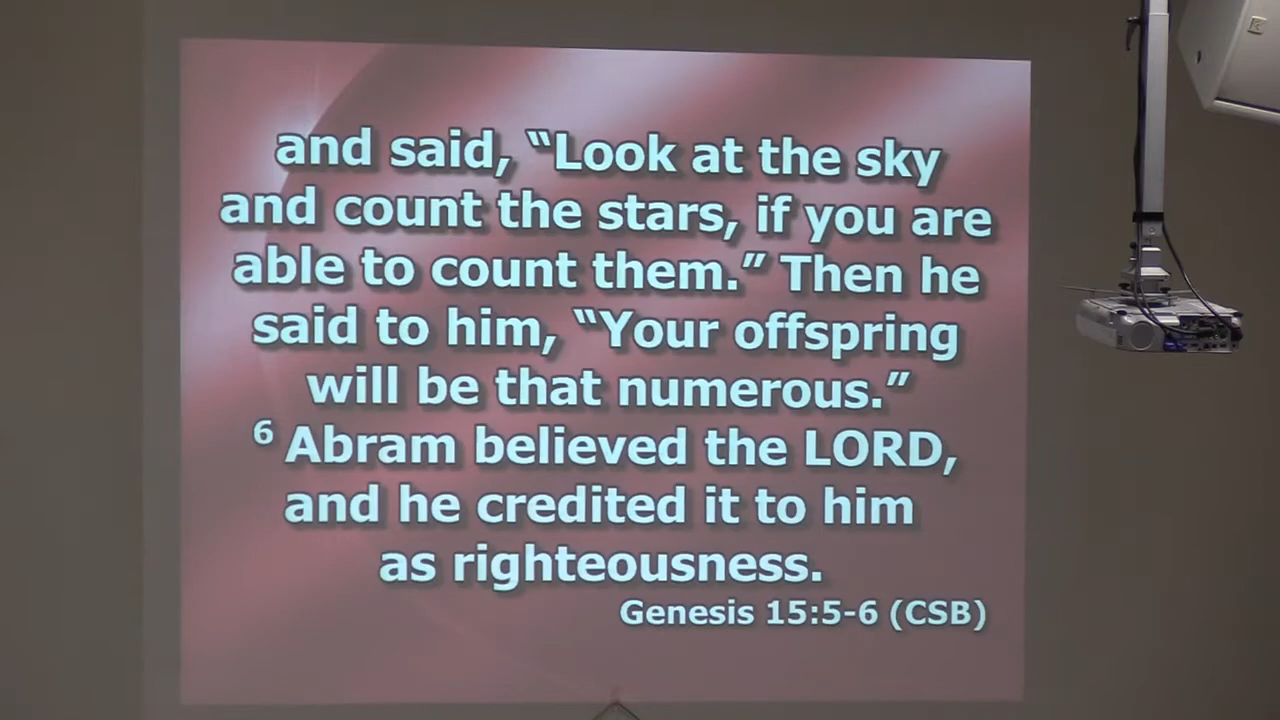 and said, “Look at the sky
and count the stars, if you are
able to count them.” Then he
said to him, “Your offspring
will be that numerous.”
6 Abram believed the LORD,
and he credited it to him
as righteousness.
Genesis 15:5-6 (CSB)